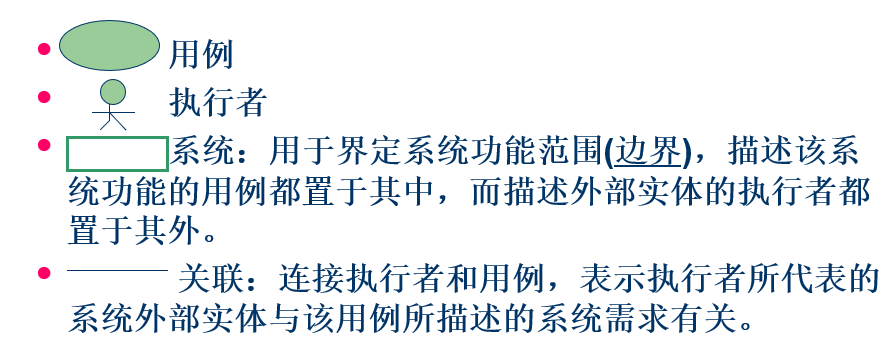 用例
执行者
系统：用于界定系统功能范围(边界)，描述该系
统功能的用例都置于其中，而描述外部实体的执行者都
置于其外。
关联：连接执行者和用例，表示执行者所代表的
系统外部实体与该用例所描述的系统需求有关。